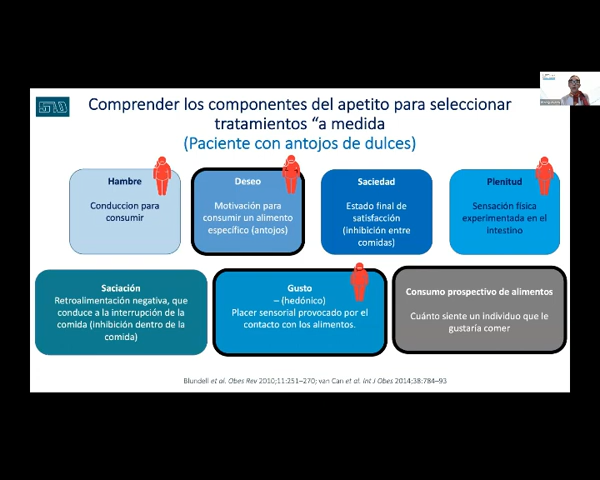 Comprender los componentes del apetito para seleccionar
tratamientos “a medida
(Paciente con antojos de dulces)
Hambre
Conduccion para
consumir
Deseo
Motivación para
consumir un alimento
específico (antojos)
Saciedad
Estado final de
satisfacción
(inhibición entre
comidas)
Plenitud
Sensación física
experimentada en el
intestino
Saciación
Retroalimentación negativa, que
conduce a la interrupción de la
comida (inhibición dentro de la
comida)
Gusto
– (hedónico)
Placer sensorial provocado por el
contacto con los alimentos.
Consumo prospectivo de alimentos
Cuánto siente un individuo que le
gustaría comer
Blundell et al. Obes Rev 2010;11:251–270; van Can et al. Int J Obes 2014;38:784–93